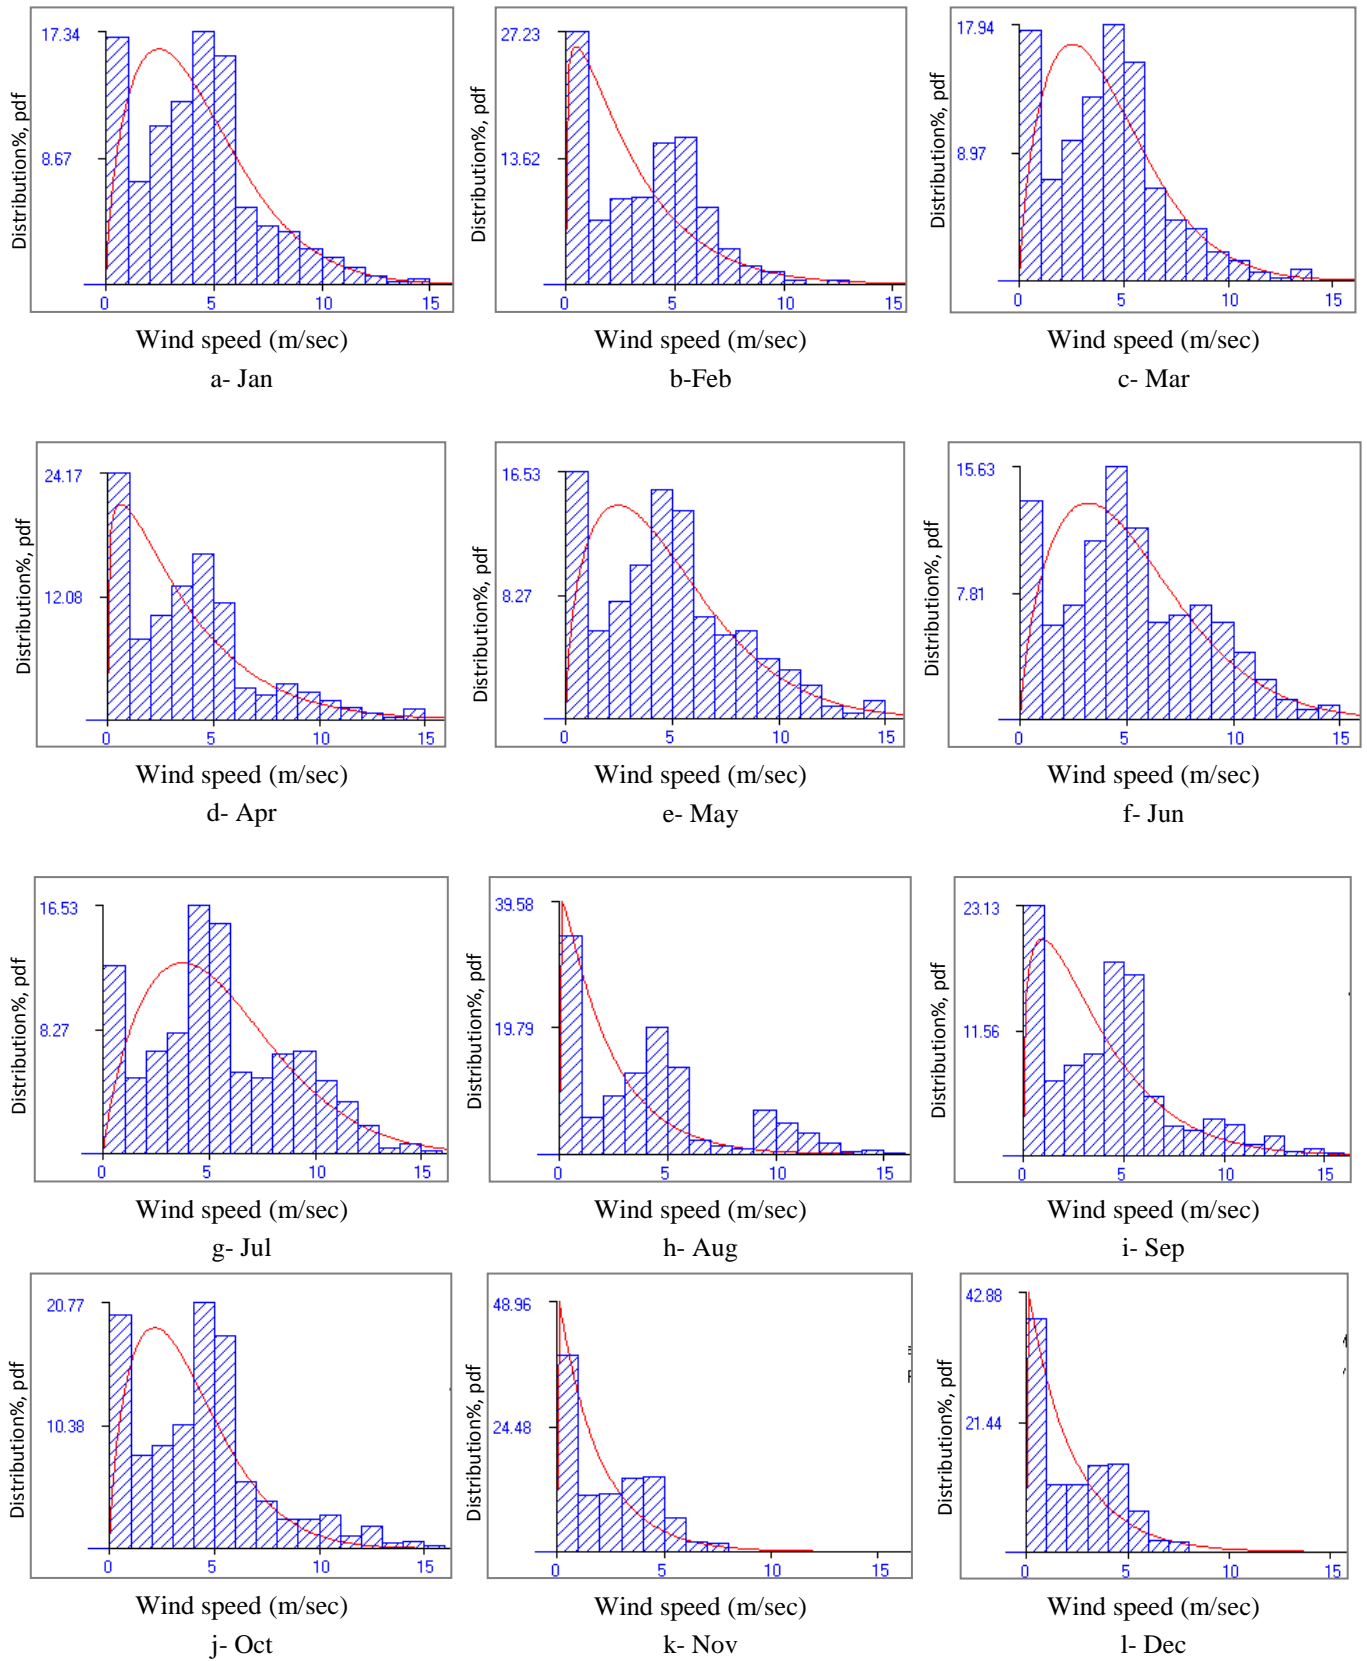 17.34
8.67
Distribution%, pdf
0 5 10 15
Wind speed (m/sec)
a- Jan
27.23
13.62
Distribution%, pdf
0 5 10 15
Wind speed (m/sec)
b-Feb
17.94
8.97
Distribution%, pdf
0 5 10 15
Wind speed (m/sec)
c- Mar
24.17
12.08
Distribution%, pdf
0 5 10 15
Wind speed (m/sec)
d- Apr
16.53
8.27
Distribution%, pdf
0 5 10 15
Wind speed (m/sec)
e- May
15.63
7.81
Distribution%, pdf
0 5 10 15
Wind speed (m/sec)
f- Jun
16.53
8.27
Distribution%, pdf
0 5 10 15
Wind speed (m/sec)
g- Jul
39.58
19.79
Distribution%, pdf
0 5 10 15
Wind speed (m/sec)
h- Aug
23.13
11.56
Distribution%, pdf
0 5 10 15
Wind speed (m/sec)
i- Sep
20.77
10.38
Distribution%, pdf
0 5 10 15
Wind speed (m/sec)
j- Oct
48.96
24.48
Distribution%, pdf
0 5 10 15
Wind speed (m/sec)
k- Nov
42.88
21.44
Distribution%, pdf
0 5 10 15
Wind speed (m/sec)
l- Dec